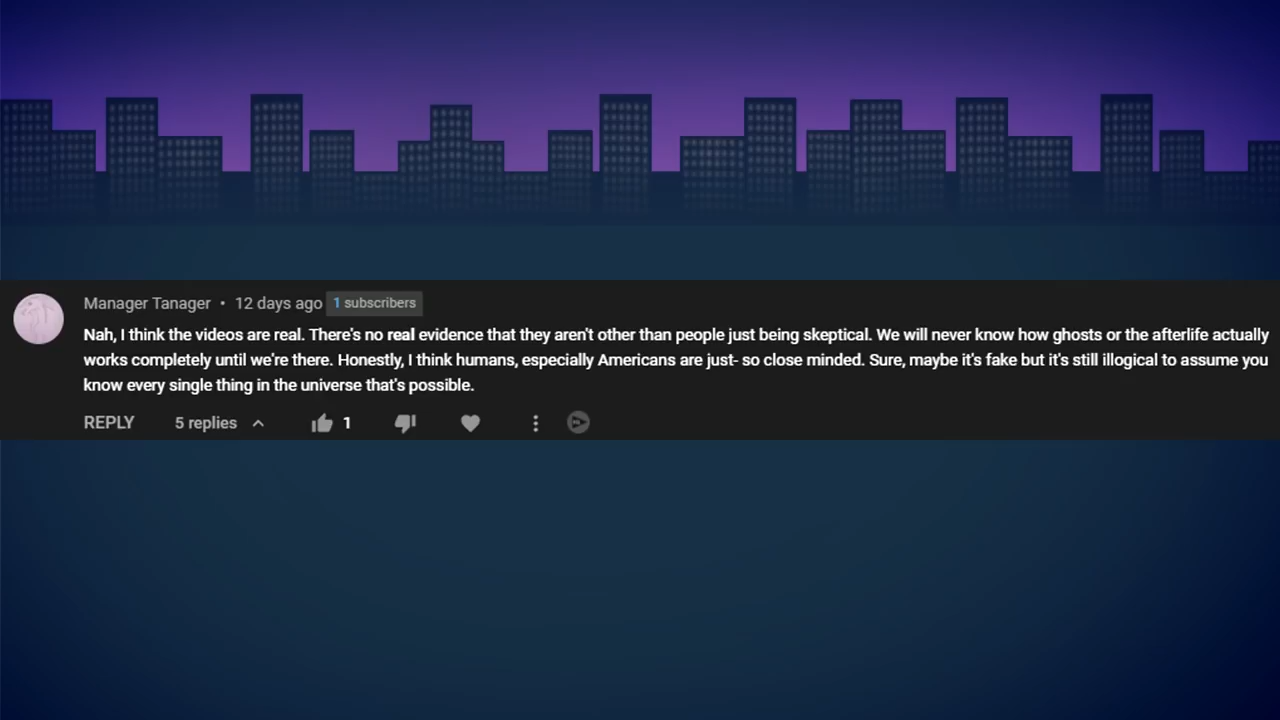 Manager Tanager • 12 days ago 1 subscribers
Nah, I think the videos are real. There's no real evidence that they aren't other than people just being skeptical. We will never know how ghosts or the afterlife actually
works completely until we're there. Honestly, I think humans, especially Americans are just- so close minded. Sure, maybe it's fake but it's still illogical to assume you
know every single thing in the universe that's possible.
REPLY 5 replies 1